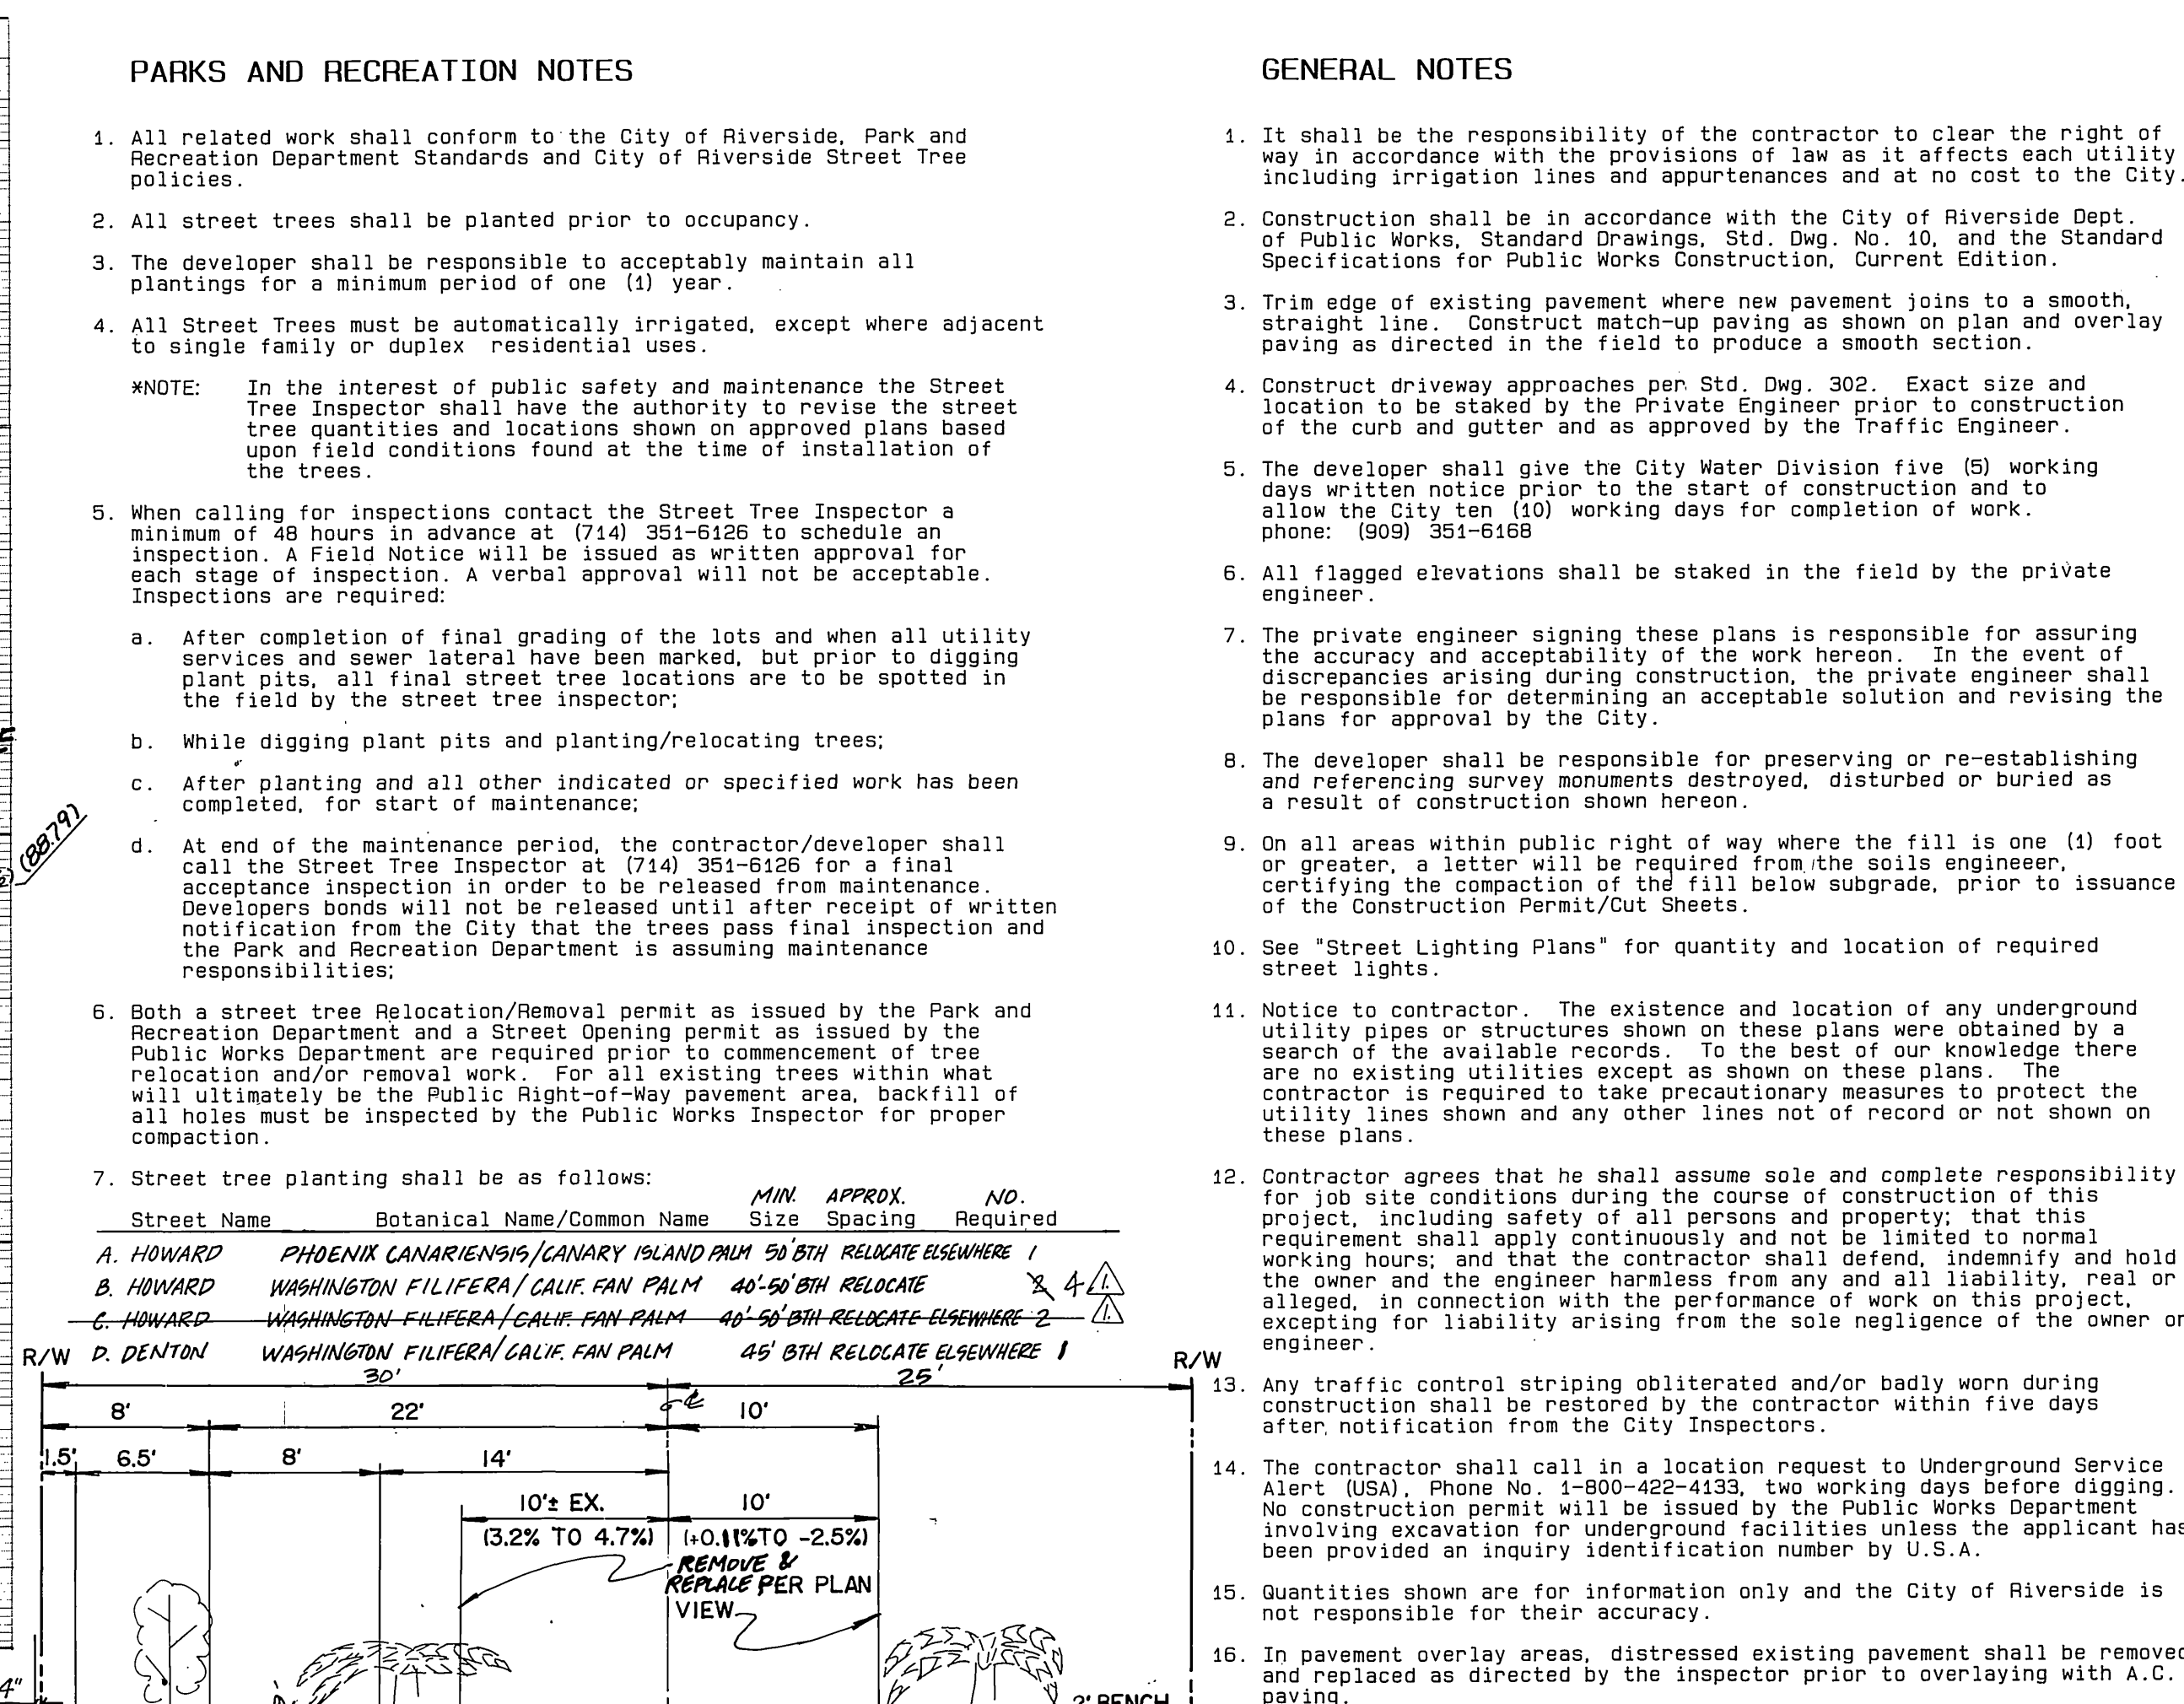 PARKS AND RECREATION NOTES
1. All related work shall conform to the City of Riverside, Park and
Recreation Department Standards and City of Riverside Street Tree
policies.
2. All street trees shall be planted prior to occupancy.
3. The developer shall be responsible to acceptably maintain all
plantings for a minimum period of one (1) year.
4. All Street Trees must be automatically irrigated, except where adjacent
to single family or duplex residential uses.
*NOTE: In the interest of public safety and maintenance the Street
Tree Inspector shall have the authority to revise the street
tree quantities and locations shown on approved plans based
upon field conditions found at the time of installation of
the trees.
5. When calling for inspections contact the Street Tree Inspector a
minimum of 48 hours in advance at (714) 351-6126 to schedule an
inspection. A Field Notice will be issued as written approval for
each stage of inspection. A verbal approval will not be acceptable.
Inspections are required:
a. After completion of final grading of the lots and when all utility
services and sewer lateral have been marked, but prior to digging
plant pits, all final street tree locations are to be spotted in
the field by the street tree inspector;
b. While digging plant pits and planting/relocating trees;
c. After planting and all other indicated or specified work has been
completed, for start of maintenance;
d. At end of the maintenance period, the contractor/developer shall
call the Street Tree Inspector at (714) 351-6126 for a final
acceptance inspection in order to be released from maintenance.
Developers bonds will not be released until after receipt of written
notification from the City that the trees pass final inspection and
the Park and Recreation Department is assuming maintenance
responsibilities;
6. Both a street tree Relocation/Removal permit as issued by the Park and
Recreation Department and a Street Opening permit as issued by the
Public Works Department are required prior to commencement of tree
relocation and/or removal work. For all existing trees within what
will ultimately be the Public Right-of-Way pavement area, backfill of
all holes must be inspected by the Public Works Inspector for proper
compaction.
7. Street tree planting shall be as follows:
MIN. APPROX. NO.
Street Name Botanical Name/Common Name Size Spacing Required
A. HOWARD PHOENIX CANARIENSIS/CANARY ISLAND PALM 50' BTH RELOCATE ELSEWHERE 1
B. HOWARD WASHINGTON FILIFERA/CALIF. FAN PALM 40'-50' BTH RELOCATE 2 4 1.
C. HOWARD WASHINGTON FILIFERA/CALIF. FAN PALM 40'-50' BTH RELOCATE ELSEWHERE 2 1.
D. DENTON WASHINGTON FILIFERA/CALIF. FAN PALM 45' BTH RELOCATE ELSEWHERE 1
R/W R/W
30' 25'
8' 22' ℄ 10'
1.5' 6.5' 8' 14'
10'± EX. 10'
(3.2% TO 4.7%) (+0.11% TO -2.5%)
REMOVE &
REPLACE PER PLAN
VIEW
2' BENCH
4"
(88.79)
GENERAL NOTES
1. It shall be the responsibility of the contractor to clear the right of
way in accordance with the provisions of law as it affects each utility
including irrigation lines and appurtenances and at no cost to the City.
2. Construction shall be in accordance with the City of Riverside Dept.
of Public Works, Standard Drawings, Std. Dwg. No. 10, and the Standard
Specifications for Public Works Construction, Current Edition.
3. Trim edge of existing pavement where new pavement joins to a smooth,
straight line. Construct match-up paving as shown on plan and overlay
paving as directed in the field to produce a smooth section.
4. Construct driveway approaches per Std. Dwg. 302. Exact size and
location to be staked by the Private Engineer prior to construction
of the curb and gutter and as approved by the Traffic Engineer.
5. The developer shall give the City Water Division five (5) working
days written notice prior to the start of construction and to
allow the City ten (10) working days for completion of work.
phone: (909) 351-6168
6. All flagged elevations shall be staked in the field by the private
engineer.
7. The private engineer signing these plans is responsible for assuring
the accuracy and acceptability of the work hereon. In the event of
discrepancies arising during construction, the private engineer shall
be responsible for determining an acceptable solution and revising the
plans for approval by the City.
8. The developer shall be responsible for preserving or re-establishing
and referencing survey monuments destroyed, disturbed or buried as
a result of construction shown hereon.
9. On all areas within public right of way where the fill is one (1) foot
or greater, a letter will be required from the soils engineeer,
certifying the compaction of the fill below subgrade, prior to issuance
of the Construction Permit/Cut Sheets.
10. See "Street Lighting Plans" for quantity and location of required
street lights.
11. Notice to contractor. The existence and location of any underground
utility pipes or structures shown on these plans were obtained by a
search of the available records. To the best of our knowledge there
are no existing utilities except as shown on these plans. The
contractor is required to take precautionary measures to protect the
utility lines shown and any other lines not of record or not shown on
these plans.
12. Contractor agrees that he shall assume sole and complete responsibility
for job site conditions during the course of construction of this
project, including safety of all persons and property; that this
requirement shall apply continuously and not be limited to normal
working hours; and that the contractor shall defend, indemnify and hold
the owner and the engineer harmless from any and all liability, real or
alleged, in connection with the performance of work on this project,
excepting for liability arising from the sole negligence of the owner or
engineer.
13. Any traffic control striping obliterated and/or badly worn during
construction shall be restored by the contractor within five days
after notification from the City Inspectors.
14. The contractor shall call in a location request to Underground Service
Alert (USA), Phone No. 1-800-422-4133, two working days before digging.
No construction permit will be issued by the Public Works Department
involving excavation for underground facilities unless the applicant has
been provided an inquiry identification number by U.S.A.
15. Quantities shown are for information only and the City of Riverside is
not responsible for their accuracy.
16. In pavement overlay areas, distressed existing pavement shall be removed
and replaced as directed by the inspector prior to overlaying with A.C.
paving.